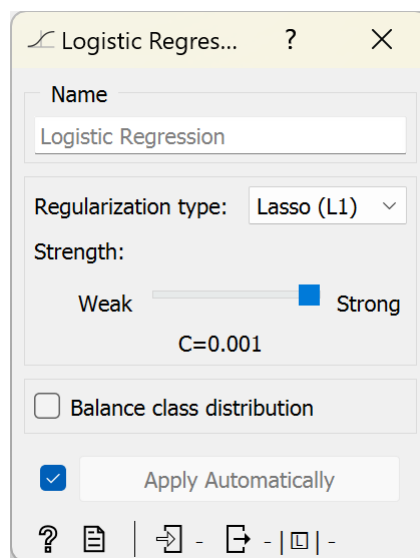 Logistic Regres... ?
Name
Logistic Regression
Regularization type: Lasso (L1)
Strength:
Weak Strong
C=0.001
Balance class distribution
Apply Automatically
? - - | L | -